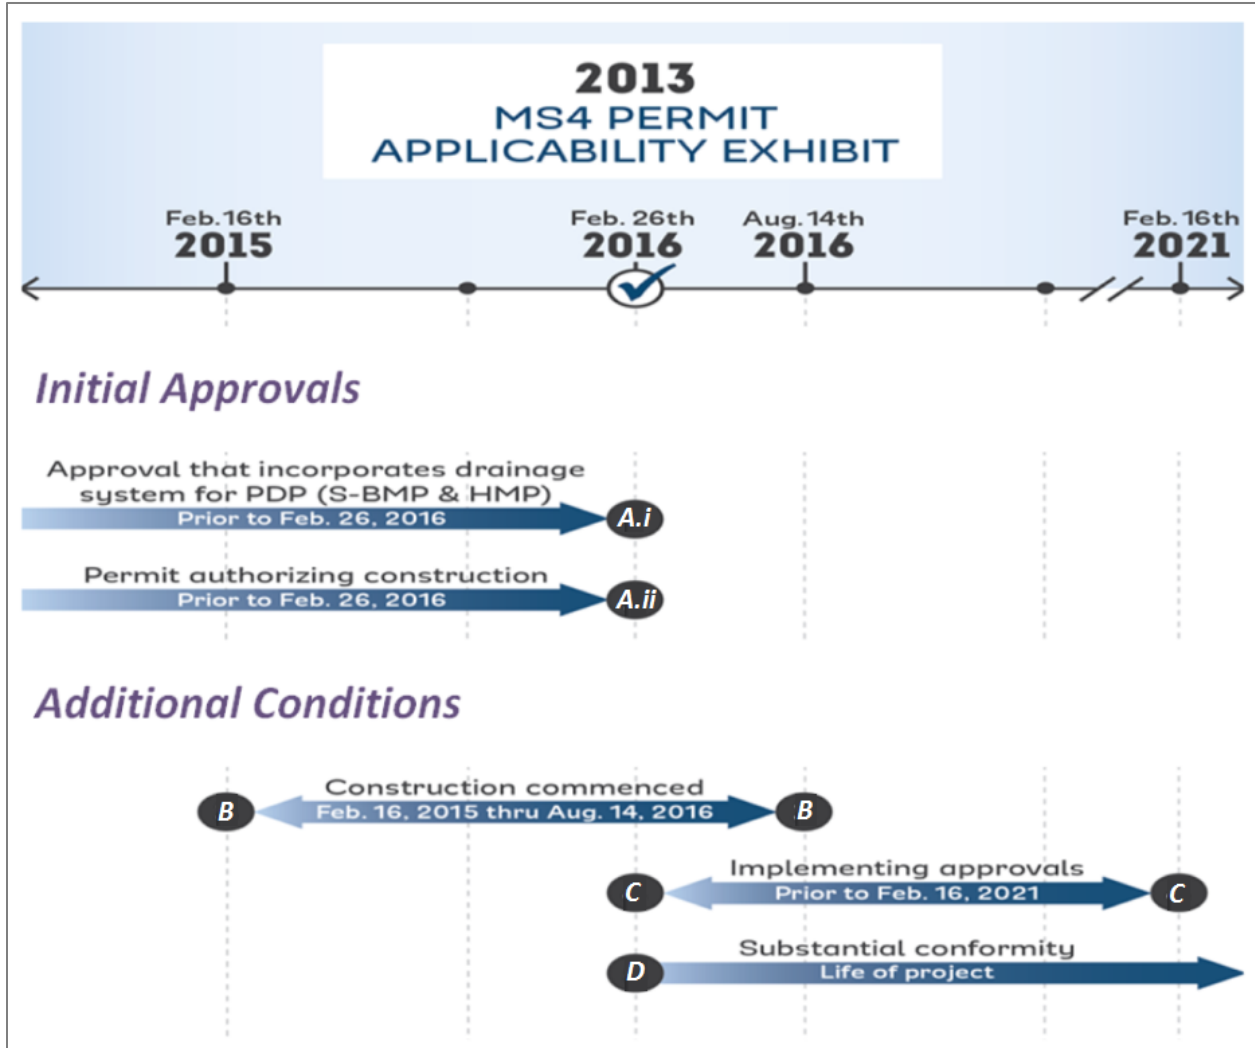 2013
MS4 PERMIT
APPLICABILITY EXHIBIT
Feb. 16th
2015
Feb. 26th
2016
Aug. 14th
2016
Feb. 16th
2021
Initial Approvals
Approval that incorporates drainage
system for PDP (S-BMP & HMP)
Prior to Feb. 26, 2016
A.i
Permit authorizing construction
Prior to Feb. 26, 2016
A.ii
Additional Conditions
Construction commenced
B
Feb. 16, 2015 thru Aug. 14, 2016
B
Implementing approvals
C
Prior to Feb. 16, 2021
C
Substantial conformity
D
Life of project